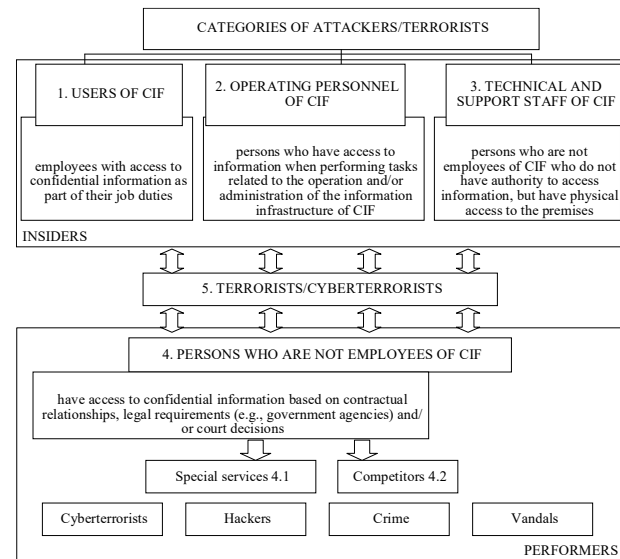 CATEGORIES OF ATTACKERS/TERRORISTS
1. USERS OF CIF
employees with access to
confidential information as
part of their job duties
2. OPERATING PERSONNEL
OF CIF
persons who have access to
information when performing tasks
related to the operation and/or
administration of the information
infrastructure of CIF
3. TECHNICAL AND
SUPPORT STAFF OF CIF
persons who are not
employees of CIF who do not
have authority to access
information, but have physical
access to the premises
INSIDERS
5. TERRORISTS/CYBERTERRORISTS
4. PERSONS WHO ARE NOT EMPLOYEES OF CIF
have access to confidential information based on contractual
relationships, legal requirements (e.g., government agencies) and/
or court decisions
Special services 4.1
Competitors 4.2
Cyberterrorists
Hackers
Crime
Vandals
PERFORMERS